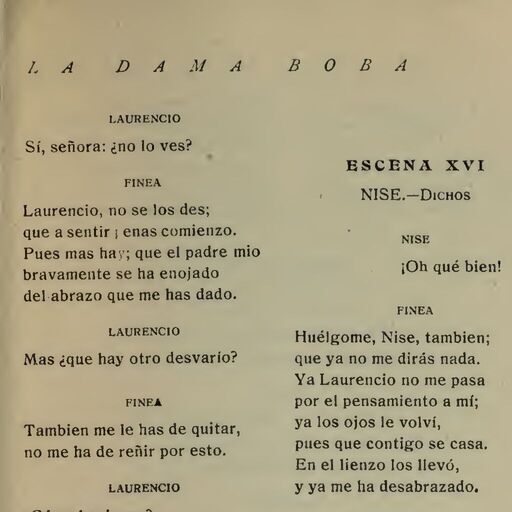 LA DAMA BOBA
LAURENCIO
Sí, señora: ¿no lo ves?
FINEA
Laurencio, no se los des;
que a sentir ¡ enas comienzo.
Pues mas hay; que el padre mio
bravamente se ha enojado
del abrazo que me has dado.
LAURENCIO
Mas ¿que hay otro desvarío?
FINEA
Tambien me le has de quitar,
no me ha de reñir por esto.
LAURENCIO
ESCENA XVI
NISE.—DICHOS
NISE
¡Oh qué bien!
FINEA
Huélgome, Nise, tambien;
que ya no me dirás nada.
Ya Laurencio no me pasa
por el pensamiento a mí;
ya los ojos le volví,
pues que contigo se casa.
En el lienzo los llevó,
y ya me ha desabrazado.